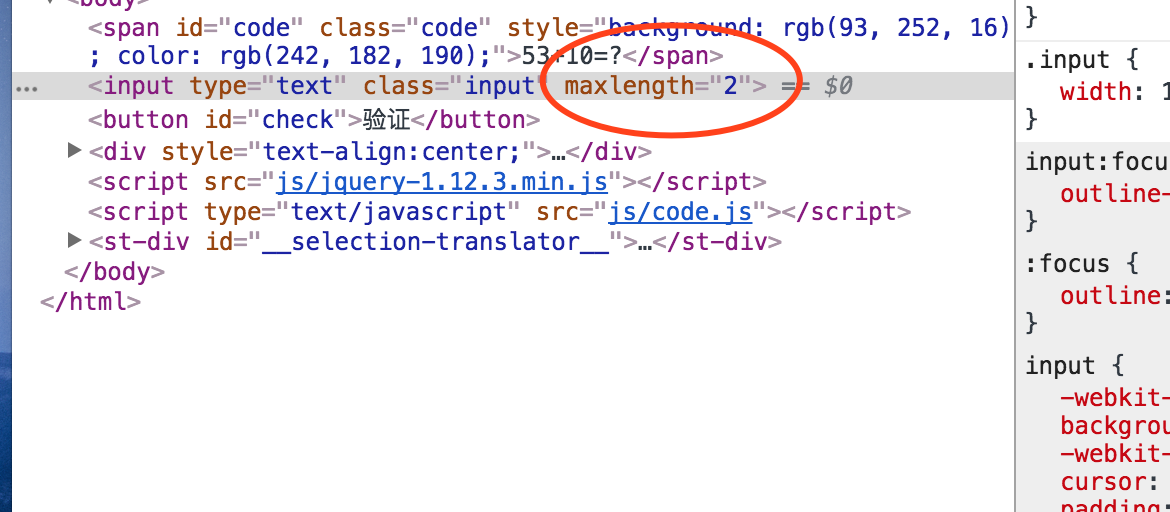 <body>
<span id="code" class="code" style="background: rgb(93, 252, 16)
; color: rgb(242, 182, 190);">53+10=?</span>
<input type="text" class="input" maxlength="2"> == $0
<button id="check">验证</button>
<div style="text-align:center;">…</div>
<script src="js/jquery-1.12.3.min.js"></script>
<script type="text/javascript" src="js/code.js"></script>
<st-div id="__selection-translator__">…</st-div>
</body>
</html>
}
.input {
width: 1
}
input:focu
outline-
}
:focus {
outline:
}
input {
-webkit-
backgrou
-webkit-
cursor:
padding: